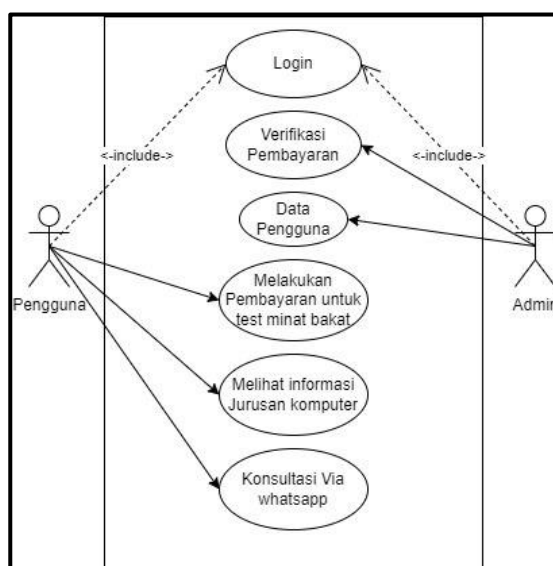 Login
<-include->
<-include->
Verifikasi
Pembayaran
Data
Pengguna
Pengguna
Admin
Melakukan
Pembayaran untuk
test minat bakat
Melihat informasi
Jurusan komputer
Konsultasi Via
whatsapp